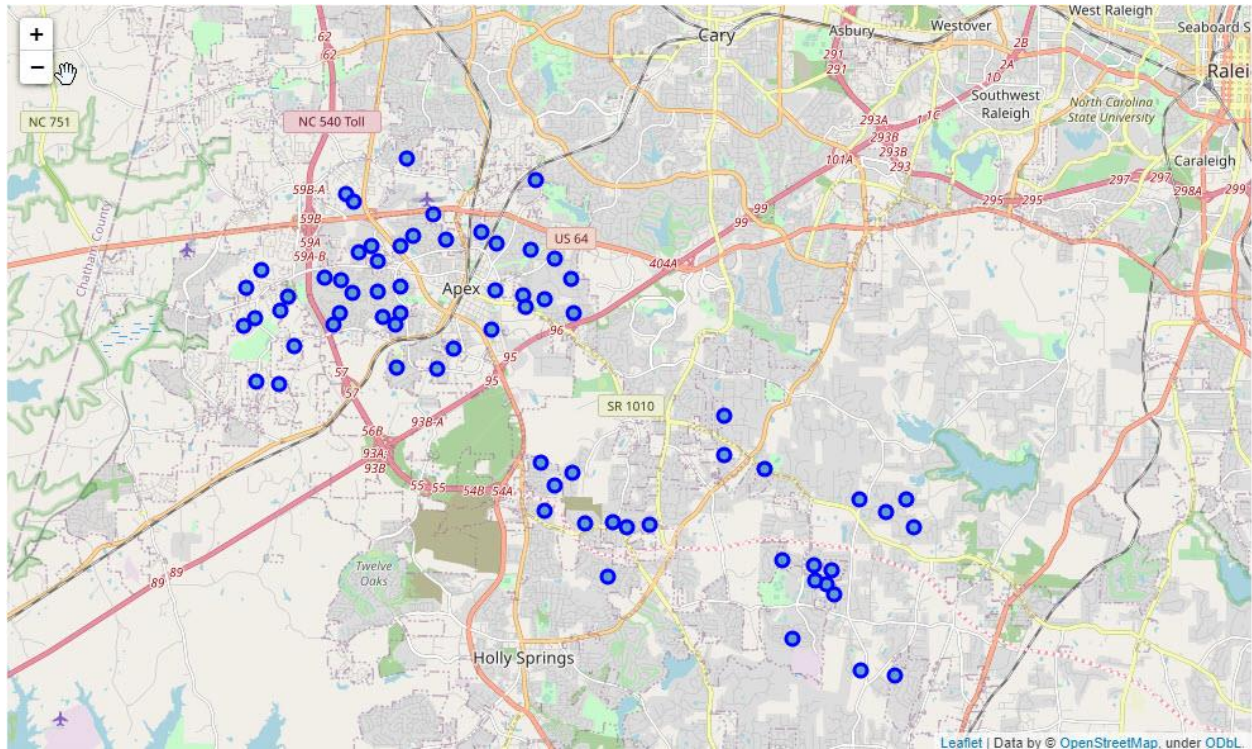 +
−
62
62
NC 751
NC 540 Toll
Chatham County
59B-A
59B
59A
59A-B
Cary
Asbury
Westover
West Raleigh
Seaboard S
291
291
2B
2A
1D
Southwest
Raleigh
North Carolina
State University
Ralei
293A
1 1C
293B
293B
293
101A
Caraleigh
297
297
298A
299
295
295
99
99
US 64
404A
Apex
96
95
95
57
57
56B
93A;
93B
93B-A
55
55
54B
54A
SR 1010
89
89
Twelve
Oaks
Holly Springs
Leaflet | Data by © OpenStreetMap, under ODbL.